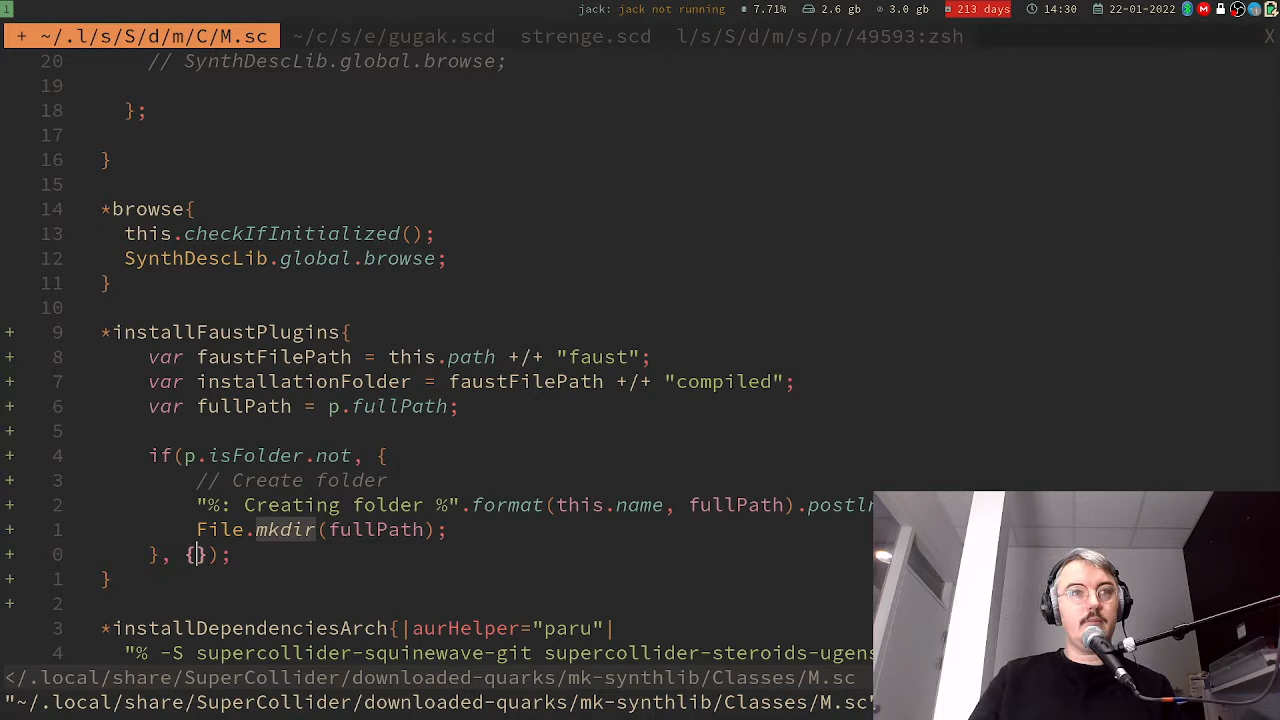 1 jack: jack not running 7.71% 2.6 gb 3.0 gb 213 days 14:30 22-01-2022
+ ~/.l/s/S/d/m/C/M.sc ~/c/s/e/gugak.scd strenge.scd l/s/S/d/m/s/p//49593:zsh X
20 // SynthDescLib.global.browse;
19
18 };
17
16 }
15
14 *browse{
13 this.checkIfInitialized();
12 SynthDescLib.global.browse;
11 }
10
+ 9 *installFaustPlugins{
+ 8 var faustFilePath = this.path +/+ "faust";
+ 7 var installationFolder = faustFilePath +/+ "compiled";
+ 6 var fullPath = p.fullPath;
+ 5
+ 4 if(p.isFolder.not, {
+ 3 // Create folder
+ 2 "%: Creating folder %".format(this.name, fullPath).postln
+ 1 File.mkdir(fullPath);
+ 0 }, {});
+ 1 }
+ 2
3 *installDependenciesArch{|aurHelper="paru"|
4 "% -S supercollider-squinewave-git supercollider-steroids-ugens
</.local/share/SuperCollider/downloaded-quarks/mk-synthlib/Classes/M.sc
"~/.local/share/SuperCollider/downloaded-quarks/mk-synthlib/Classes/M.sc"